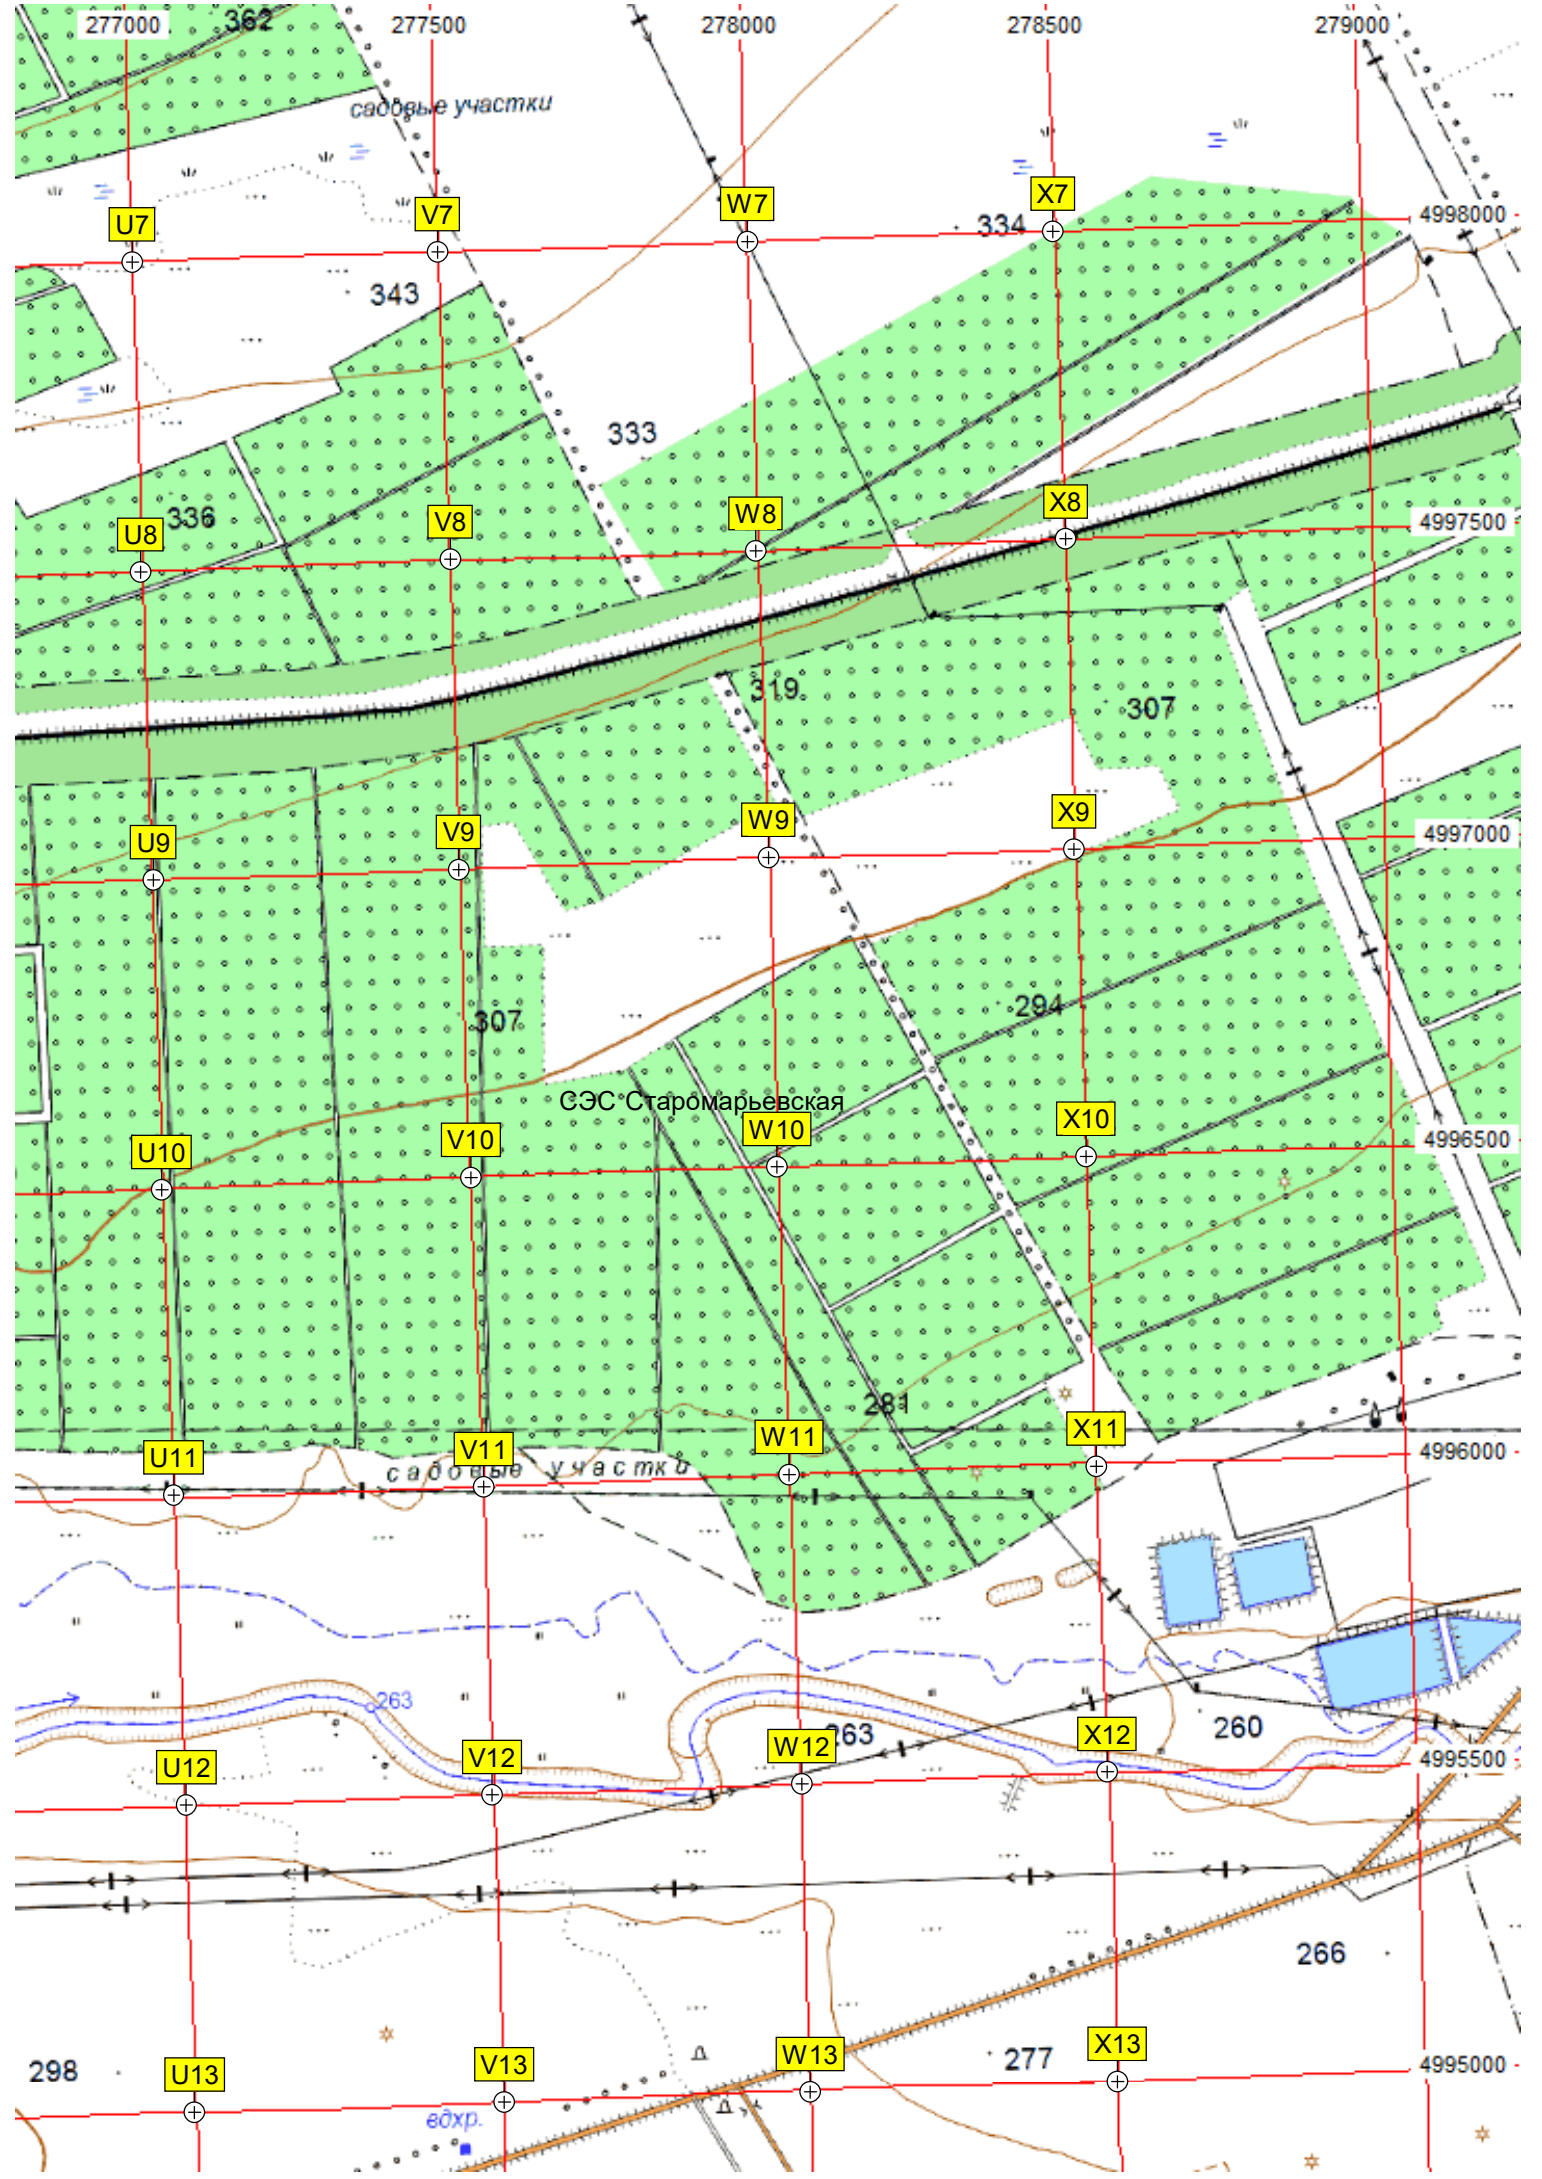 277000 277500 278000 278500 279000
362
садовые участки
U7 V7 W7 X7 4998000
334
343
333
336
U8 V8 W8 X8 4997500
319
307
U9 V9 W9 X9 4997000
294
307
СЭС Старомарьевская
U10 V10 W10 X10 4996500
281
U11 V11 W11 X11 4996000
садовые участки
263
263
260
U12 V12 W12 X12 4995500
266
298
277
U13 V13 W13 X13 4995000
вдхр.